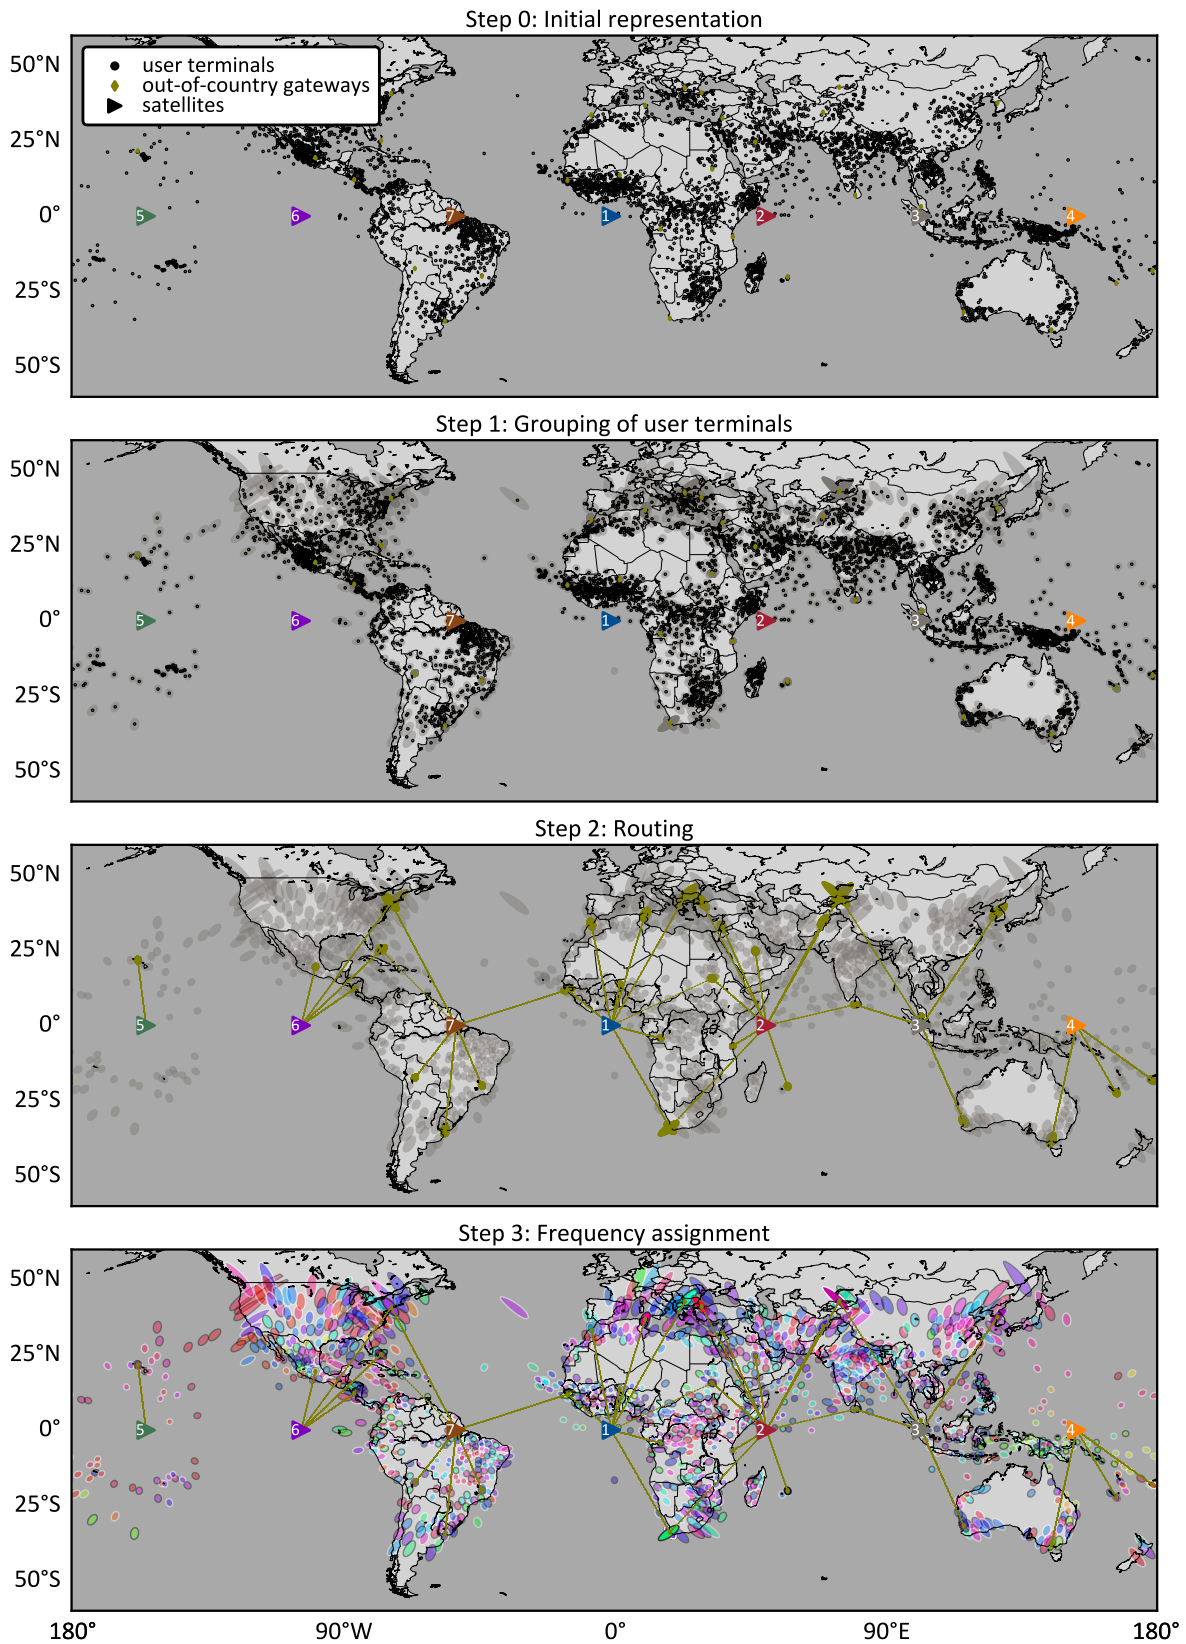 Step 0: Initial representation
user terminals
out-of-country gateways
satellites
50°N
25°N
0°
25°S
50°S
5 6 7 1 2 3 4
Step 1: Grouping of user terminals
50°N
25°N
0°
25°S
50°S
5 6 7 1 2 3 4
Step 2: Routing
50°N
25°N
0°
25°S
50°S
5 6 7 1 2 3 4
Step 3: Frequency assignment
50°N
25°N
0°
25°S
50°S
5 6 7 1 2 3 4
180° 90°W 0° 90°E 180°